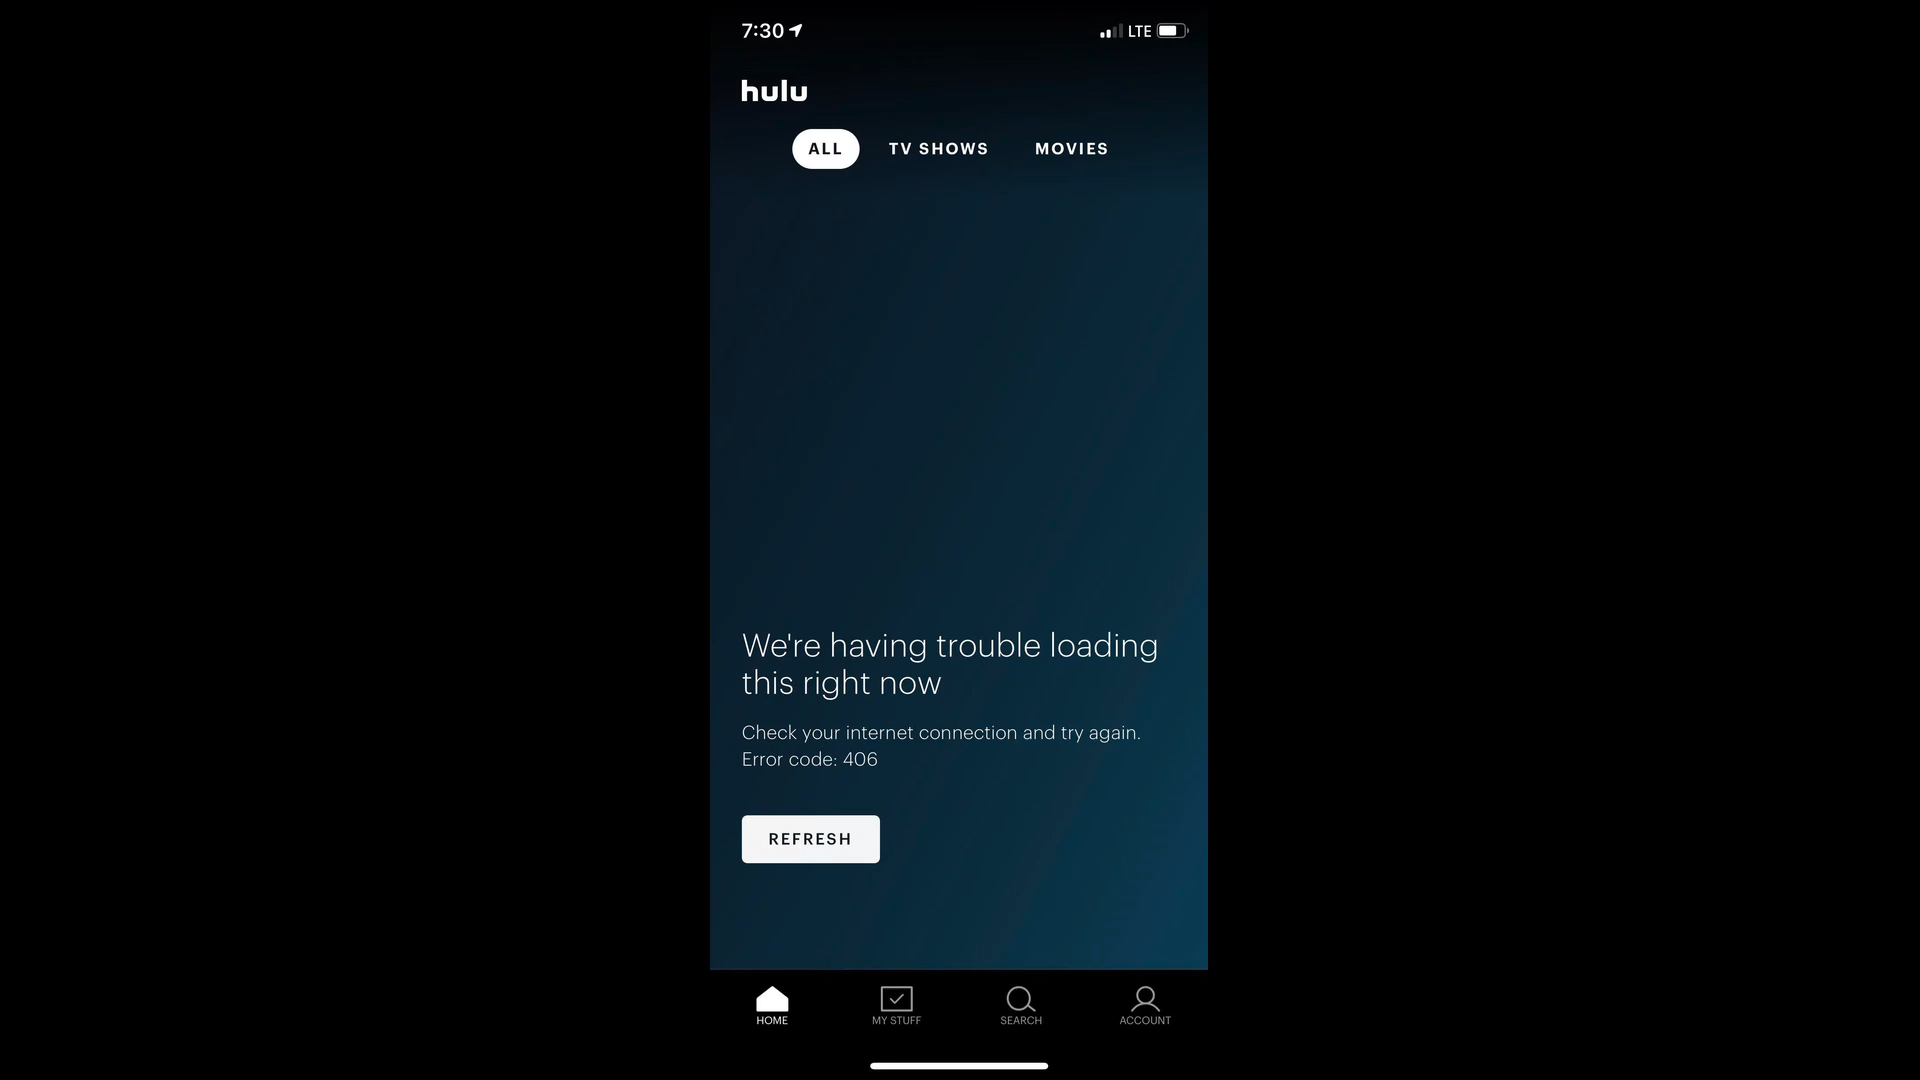 7:30
LTE
hulu
ALL TV SHOWS MOVIES
We're having trouble loading
this right now
Check your internet connection and try again.
Error code: 406
REFRESH
HOME MY STUFF SEARCH ACCOUNT